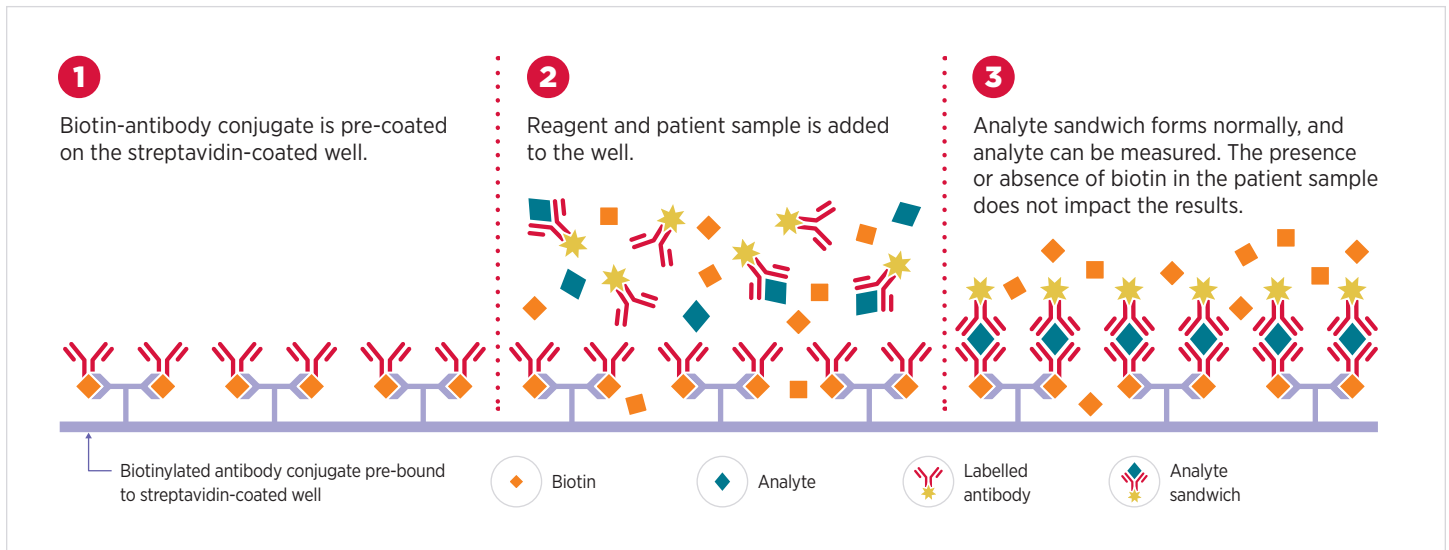 1
Biotin-antibody conjugate is pre-coated
on the streptavidin-coated well.
2
Reagent and patient sample is added
to the well.
3
Analyte sandwich forms normally, and
analyte can be measured. The presence
or absence of biotin in the patient sample
does not impact the results.
Biotinylated antibody conjugate pre-bound
to streptavidin-coated well
Biotin
Analyte
Labelled
antibody
Analyte
sandwich